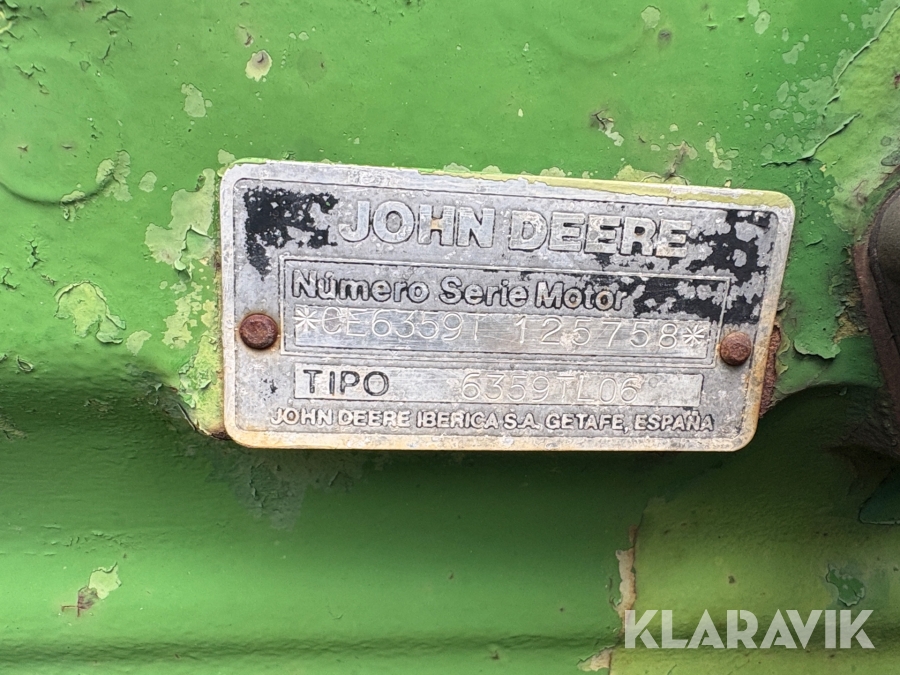 JOHN DEERE
Número Serie Motor
*CE6359T 125758*
TIPO 6359TL06
JOHN DEERE IBERICA S.A. GETAFE, ESPAÑA
KLARAVIK